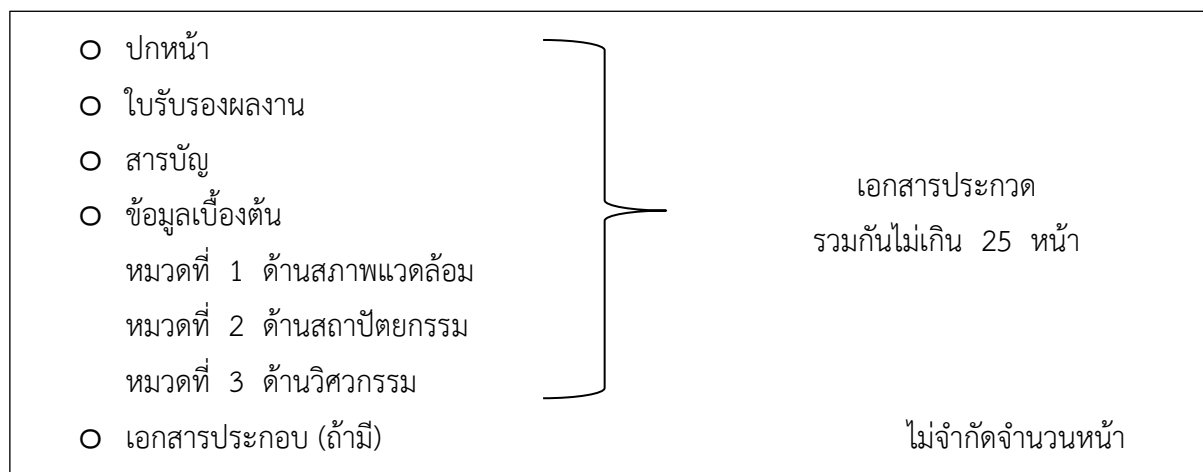 o ปกหน้า
o ใบรับรองผลงาน
o สารบัญ
o ข้อมูลเบื้องต้น
หมวดที่ 1 ด้านสภาพแวดล้อม
หมวดที่ 2 ด้านสถาปัตยกรรม
หมวดที่ 3 ด้านวิศวกรรม
เอกสารประกวด
รวมกันไม่เกิน 25 หน้า
o เอกสารประกอบ (ถ้ามี) ไม่จำกัดจำนวนหน้า